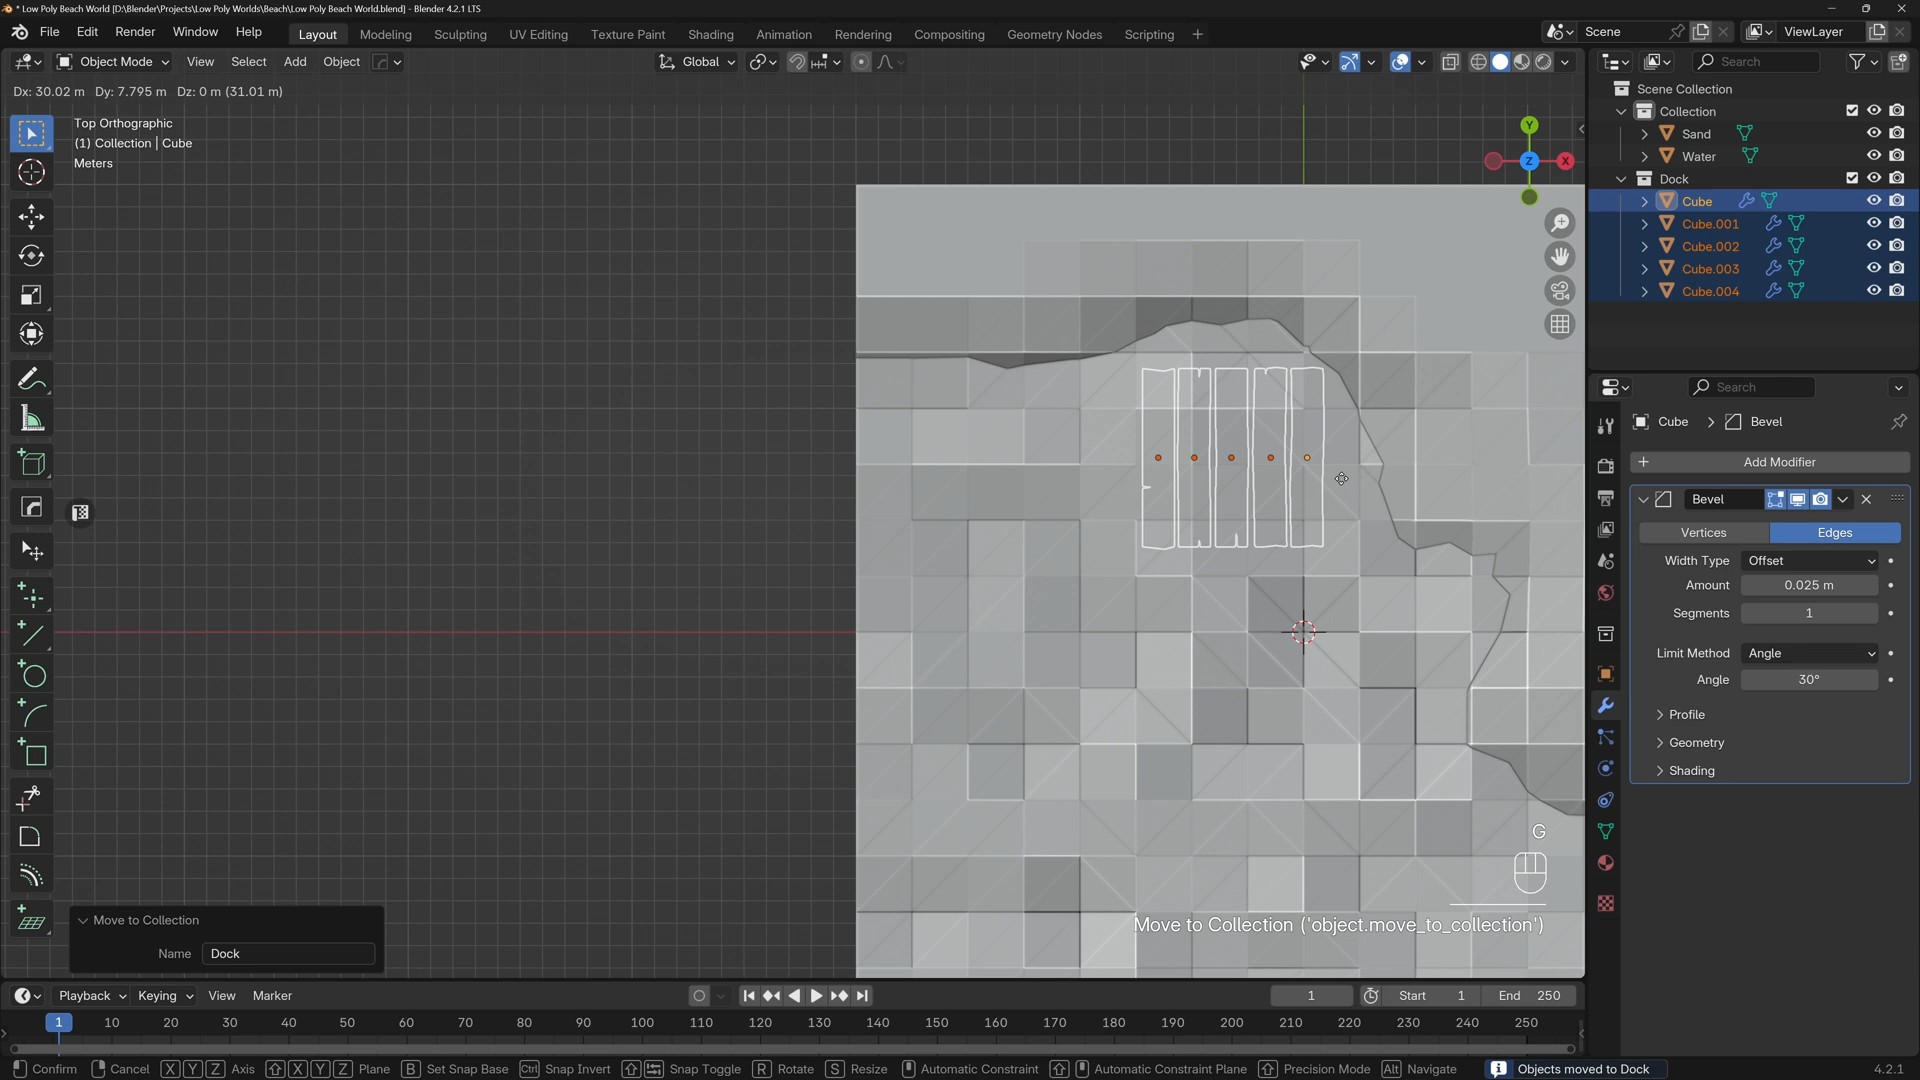 * Low Poly Beach World [D:\Blender\Projects\Low Poly Worlds\Beach\Low Poly Beach World.blend] - Blender 4.2.1 LTS
File Edit Render Window Help Layout Modeling Sculpting UV Editing Texture Paint Shading Animation Rendering Compositing Geometry Nodes Scripting + Scene ViewLayer
Object Mode View Select Add Object Global Search
Dx: 30.02 m Dy: 7.795 m Dz: 0 m (31.01 m)
Top Orthographic
(1) Collection | Cube
Meters
Y
X
Z
Scene Collection
Collection
Sand
Water
Dock
Cube
Cube.001
Cube.002
Cube.003
Cube.004
Search
Cube > Bevel
+ Add Modifier
Bevel
Vertices Edges
Width Type Offset
Amount 0.025 m
Segments 1
Limit Method Angle
Angle 30°
Profile
Geometry
Shading
G
Move to Collection ('object.move_to_collection')
Move to Collection
Name Dock
Playback Keying View Marker 1 Start 1 End 250
1 10 20 30 40 50 60 70 80 90 100 110 120 130 140 150 160 170 180 190 200 210 220 230 240 250
Confirm Cancel X Y Z Axis X Y Z Plane B Set Snap Base Ctrl Snap Invert Snap Toggle R Rotate S Resize Automatic Constraint Automatic Constraint Plane Precision Mode Alt Navigate Objects moved to Dock 4.2.1